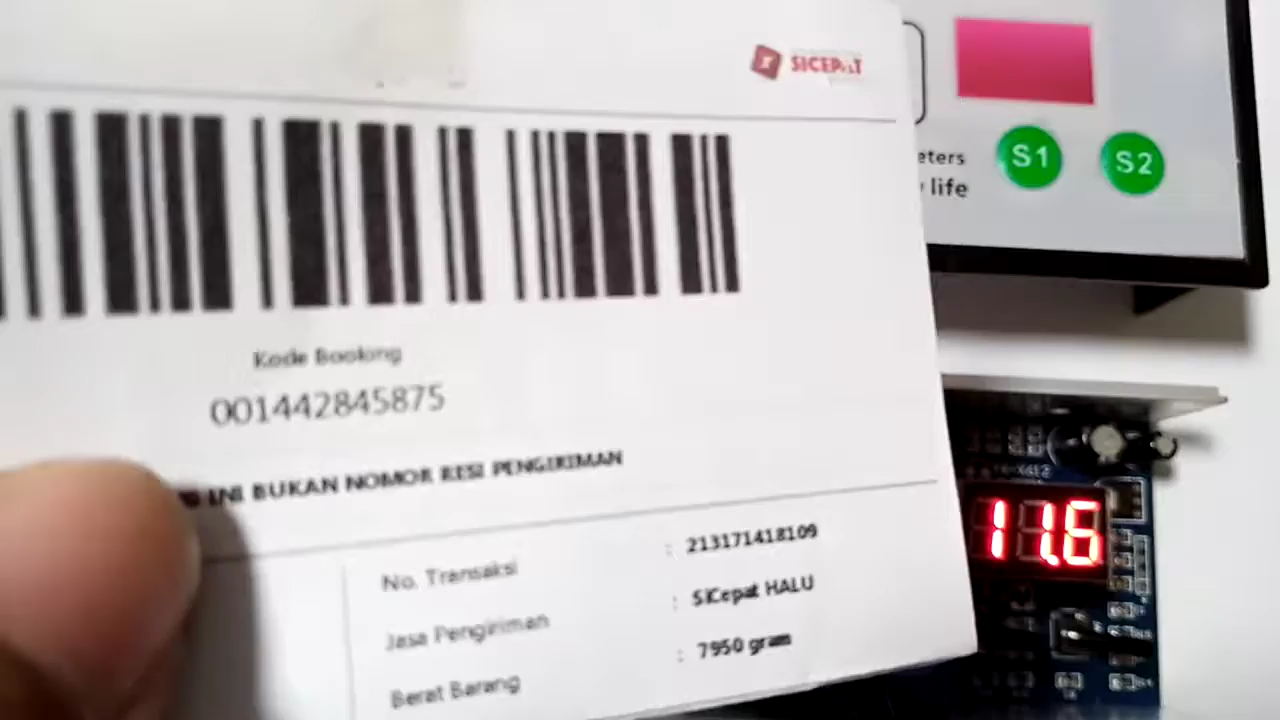 SICEPAT
Kode Booking
001442845875
INI BUKAN NOMOR RESI PENGIRIMAN
No. Transaksi : 213171418109
Jasa Pengiriman : SiCepat HALU
Berat Barang : 7950 gram
eters
life
S1 S2
11.6